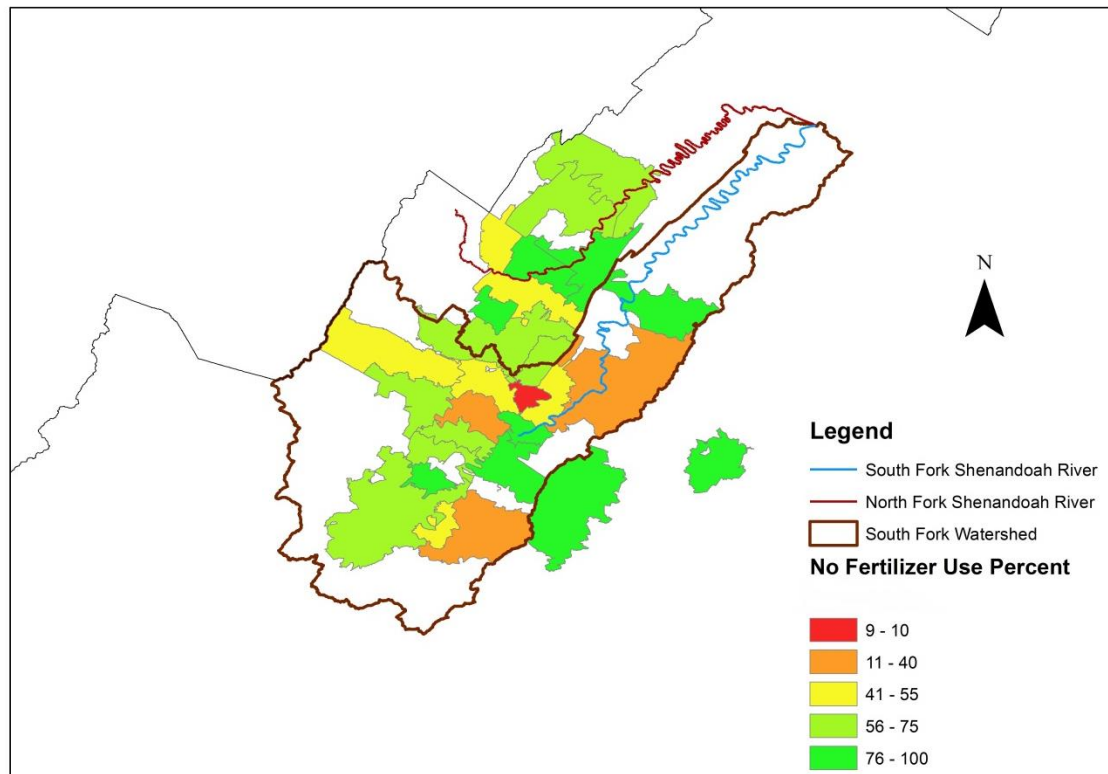 N
Legend
South Fork Shenandoah River
North Fork Shenandoah River
South Fork Watershed
No Fertilizer Use Percent
9 - 10
11 - 40
41 - 55
56 - 75
76 - 100